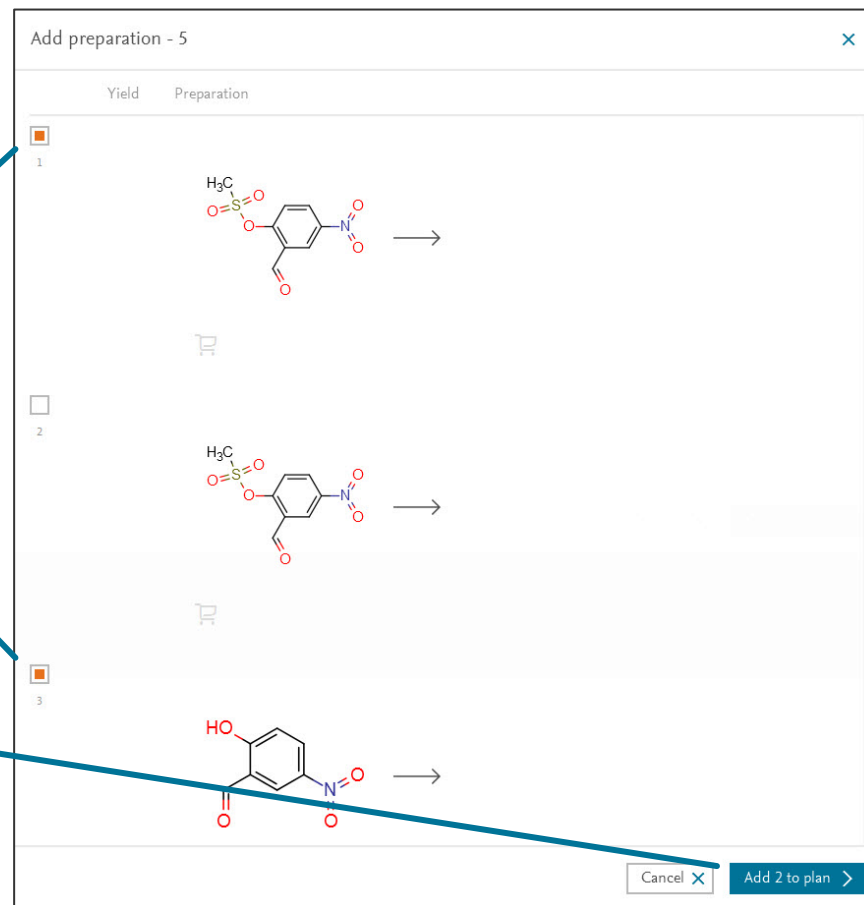 Add preparation - 5
Yield Preparation
1
H₃C
O S O
O N O
O
O
2
H₃C
O S O
O N O
O
O
3
HO
N O
O O
Cancel
Add 2 to plan